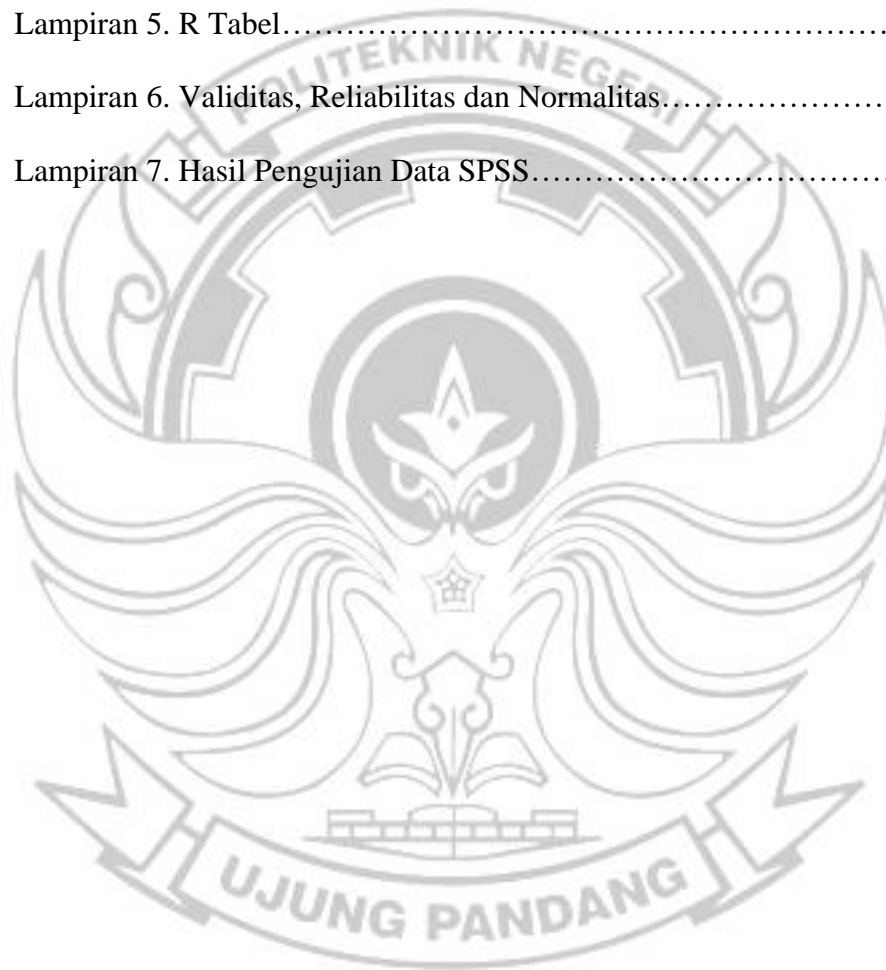 Lampiran 5. R Tabel……………………………………………………
POLITEKNIK NEGERI
Lampiran 6. Validitas, Reliabilitas dan Normalitas…………………
Lampiran 7. Hasil Pengujian Data SPSS……………………………
UJUNG PANDANG